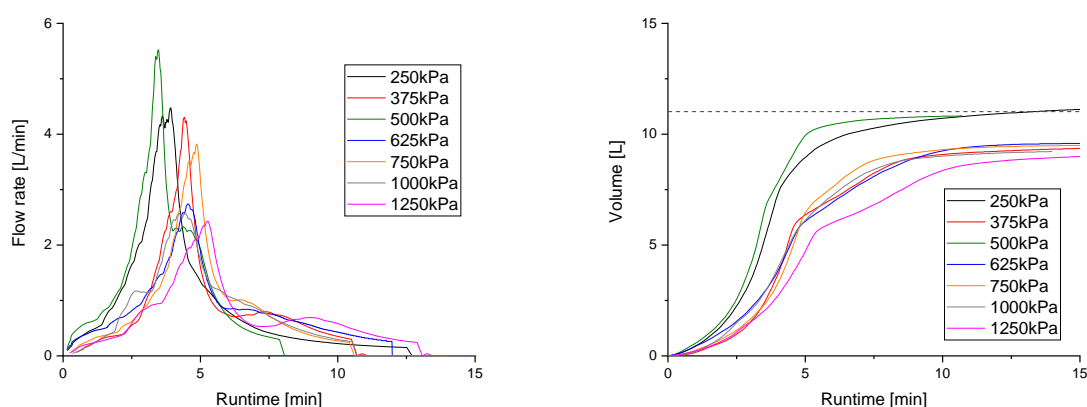 6
4
2
0
Flow rate [L/min]
0
5
10
15
Runtime [min]
250kPa
375kPa
500kPa
625kPa
750kPa
1000kPa
1250kPa
15
10
5
0
Volume [L]
0
5
10
15
Runtime [min]
250kPa
375kPa
500kPa
625kPa
750kPa
1000kPa
1250kPa